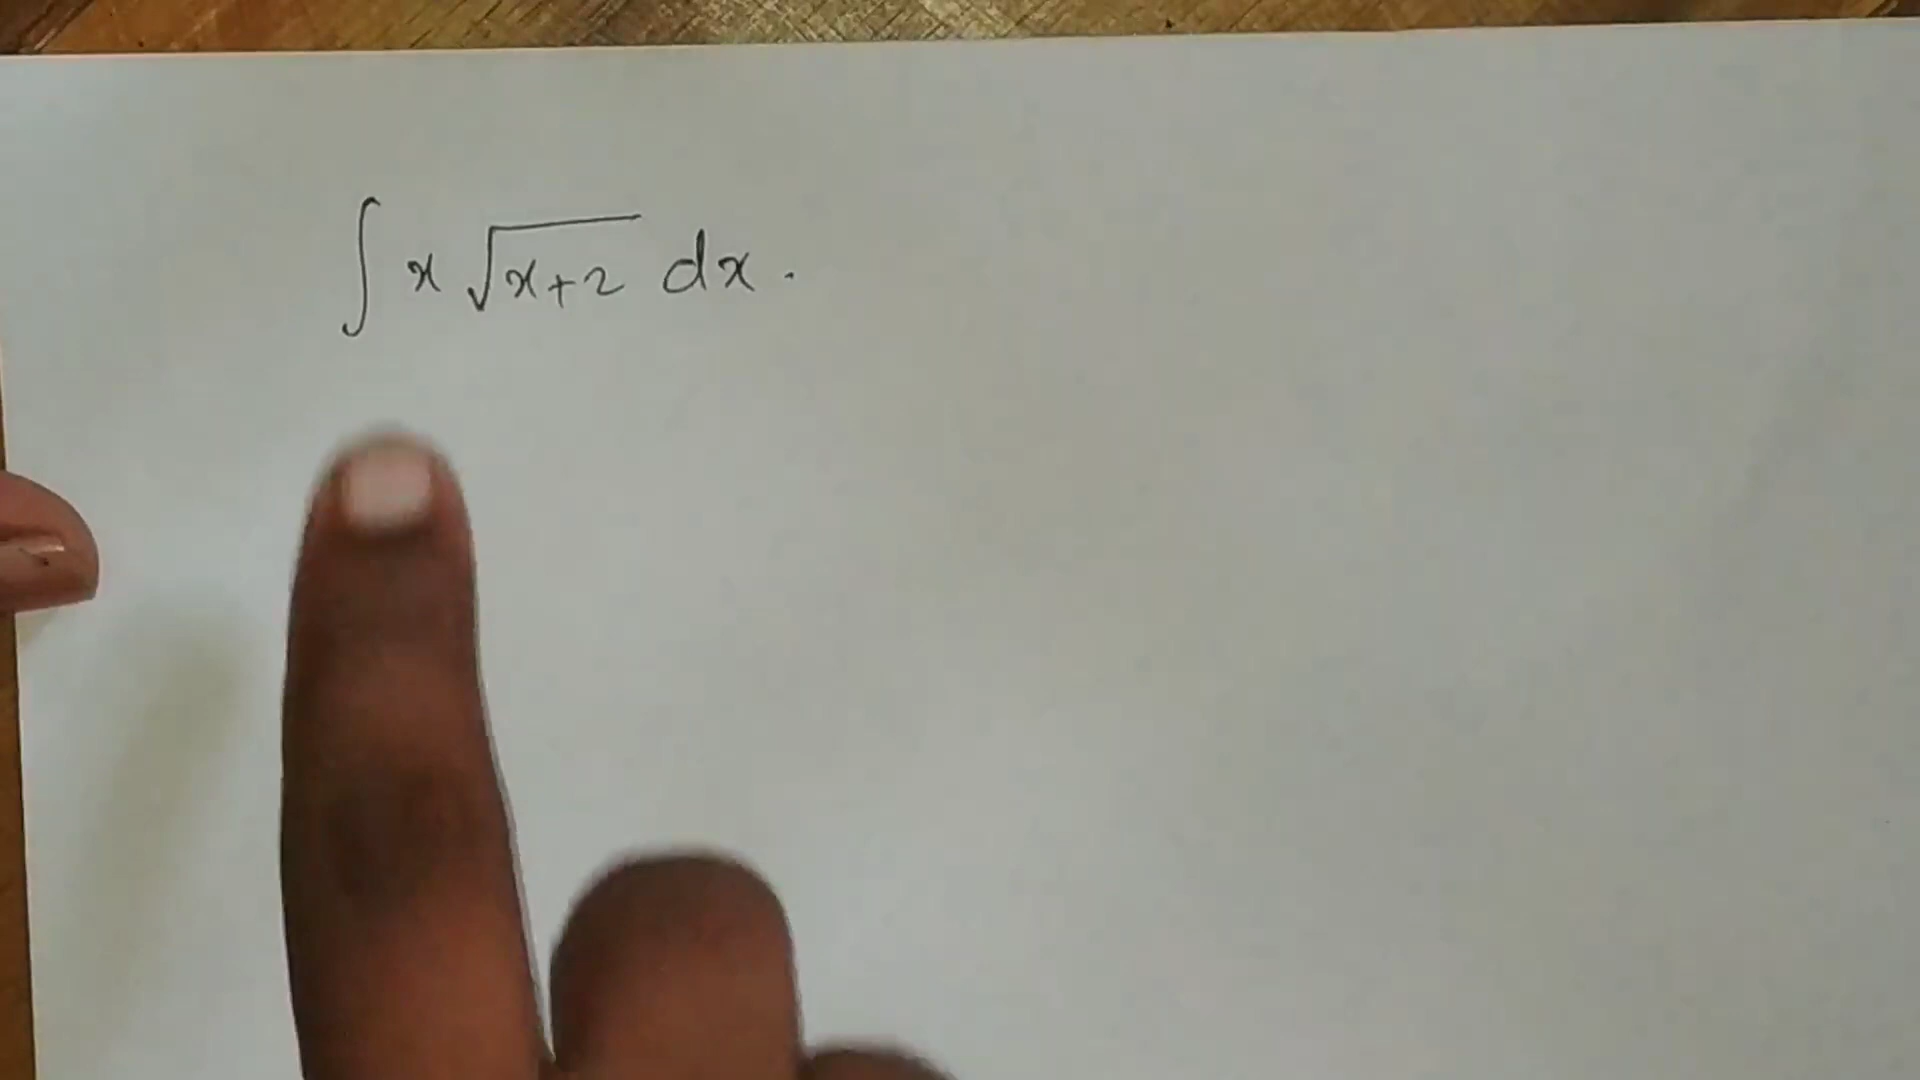 ∫ x √(x+2) dx.